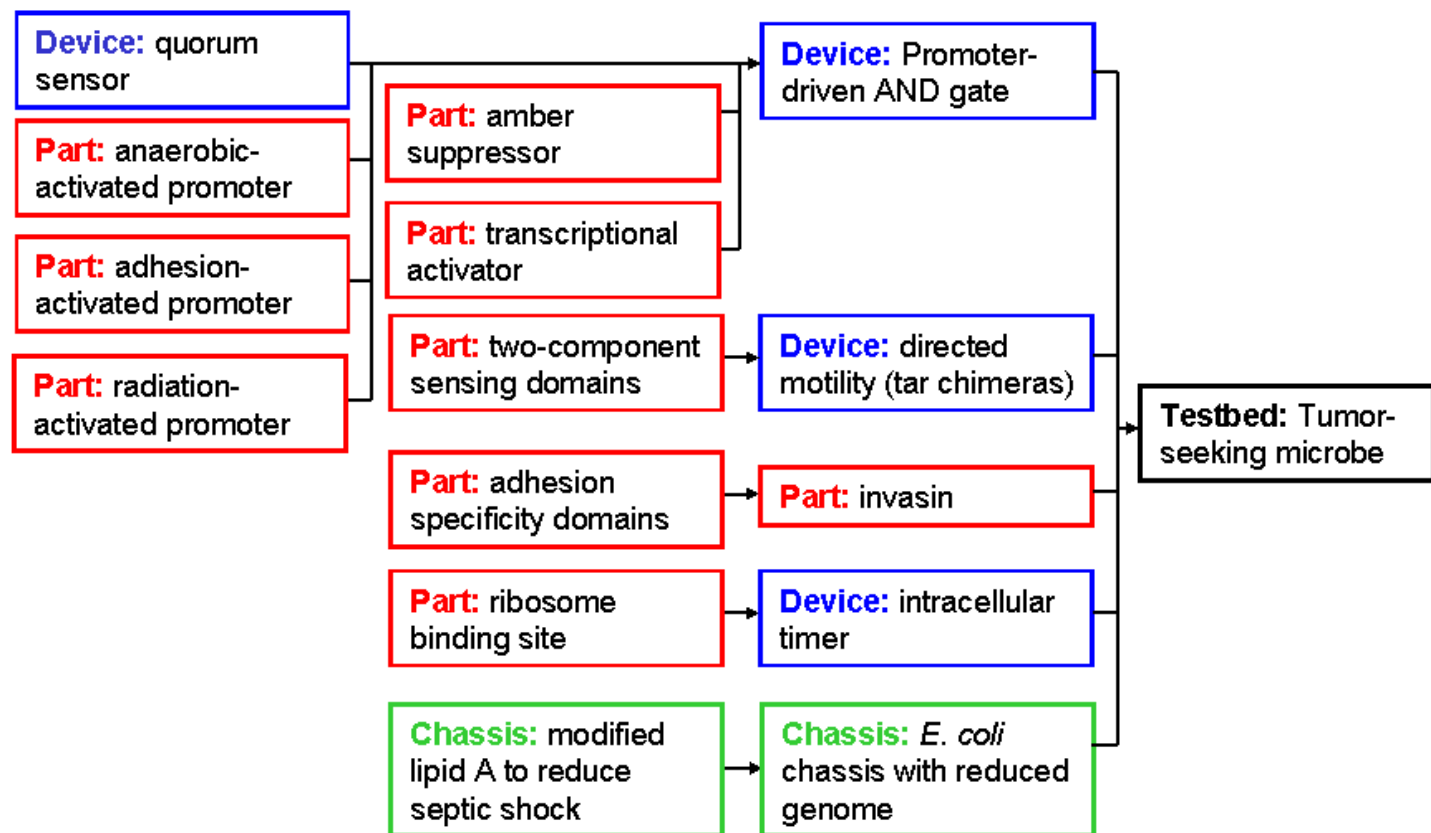 Device: quorum
sensor
Part: anaerobic-
activated promoter
Part: adhesion-
activated promoter
Part: radiation-
activated promoter
Part: amber
suppressor
Part: transcriptional
activator
Part: two-component
sensing domains
Part: adhesion
specificity domains
Part: ribosome
binding site
Chassis: modified
lipid A to reduce
septic shock
Device: Promoter-
driven AND gate
Device: directed
motility (tar chimeras)
Part: invasin
Device: intracellular
timer
Chassis: E. coli
chassis with reduced
genome
Testbed: Tumor-
seeking microbe